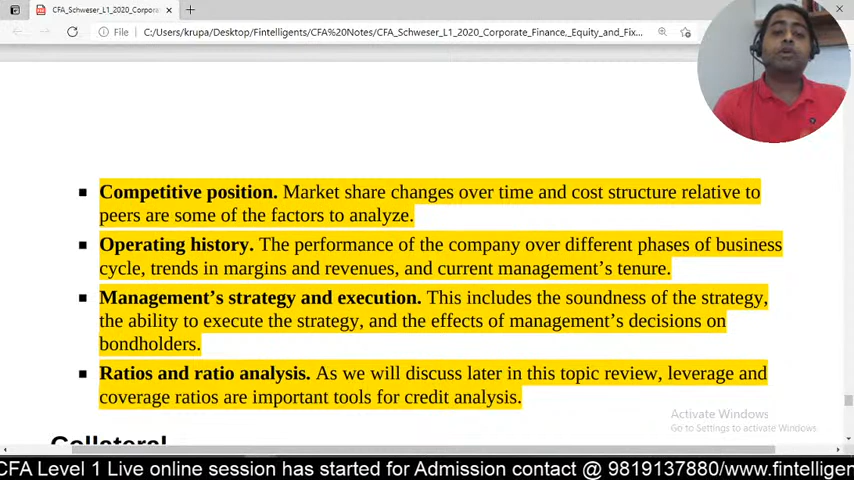 CFA_Schweser_L1_2020_Corpora
File C:/Users/krupa/Desktop/Fintelligents/CFA%20Notes/CFA_Schweser_L1_2020_Corporate_Finance,_Equity_and_Fix...
Competitive position. Market share changes over time and cost structure relative to
peers are some of the factors to analyze.
Operating history. The performance of the company over different phases of business
cycle, trends in margins and revenues, and current management's tenure.
Management's strategy and execution. This includes the soundness of the strategy,
the ability to execute the strategy, and the effects of management's decisions on
bondholders.
Ratios and ratio analysis. As we will discuss later in this topic review, leverage and
coverage ratios are important tools for credit analysis.
Activate Windows
Go to Settings to activate Windows.
Collateral
CFA Level 1 Live online session has started for Admission contact @ 9819137880/www.fintelligen